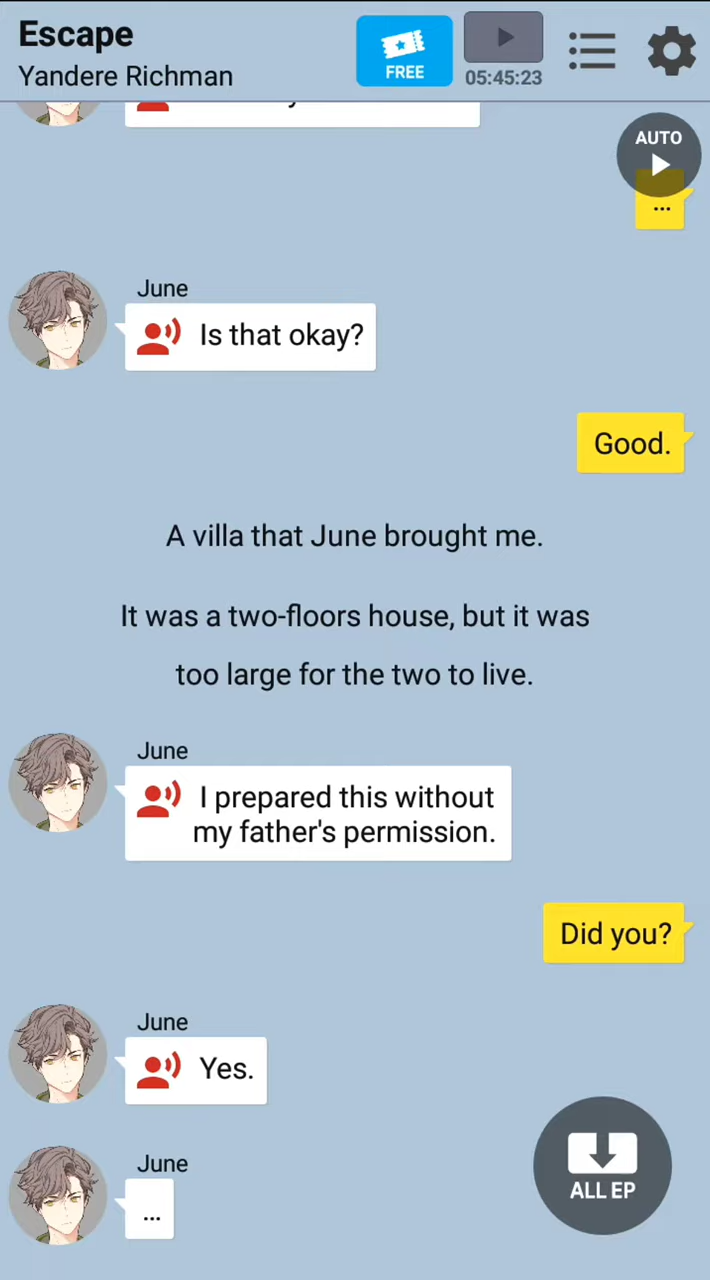 Escape
Yandere Richman
FREE
05:45:23
AUTO
...
June
Is that okay?
Good.
A villa that June brought me.
It was a two-floors house, but it was
too large for the two to live.
June
I prepared this without
my father's permission.
Did you?
June
Yes.
June
...
ALL EP